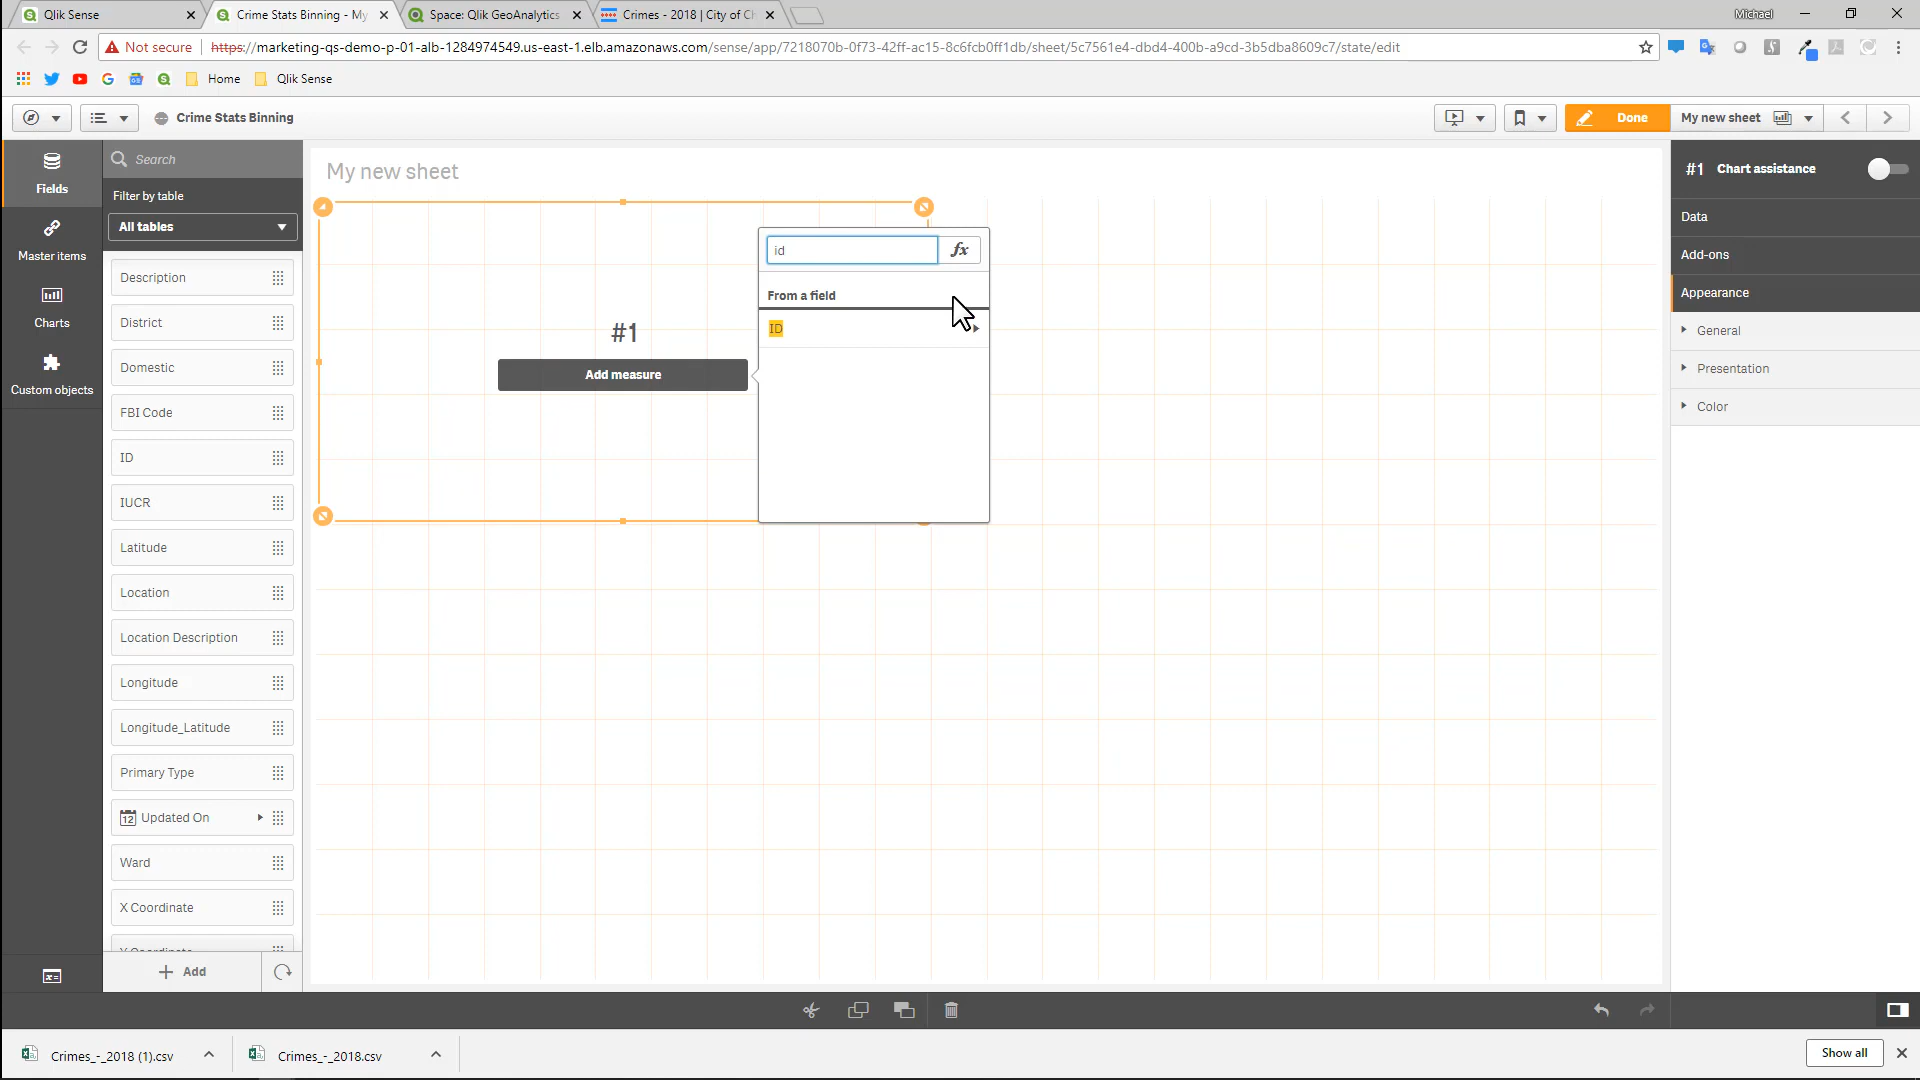 Qlik Sense
Crime Stats Binning - My
Space: Qlik GeoAnalytics
Crimes - 2018 | City of Ch
Michael
Not secure
https://marketing-qs-demo-p-01-alb-1284974549.us-east-1.elb.amazonaws.com/sense/app/7218070b-0f73-42ff-ac15-8c6fcb0ff1db/sheet/5c7561e4-dbd4-400b-a9cd-3b5dba8609c7/state/edit
Home
Qlik Sense
Crime Stats Binning
Done
My new sheet
Fields
Master items
Charts
Custom objects
Search
Filter by table
All tables
Description
District
Domestic
FBI Code
ID
IUCR
Latitude
Location
Location Description
Longitude
Longitude_Latitude
Primary Type
12 Updated On
Ward
X Coordinate
Y Coordinate
Add
My new sheet
#1
Add measure
id
fx
From a field
ID
#1 Chart assistance
Data
Add-ons
Appearance
General
Presentation
Color
Crimes_-_2018 (1).csv
Crimes_-_2018.csv
Show all